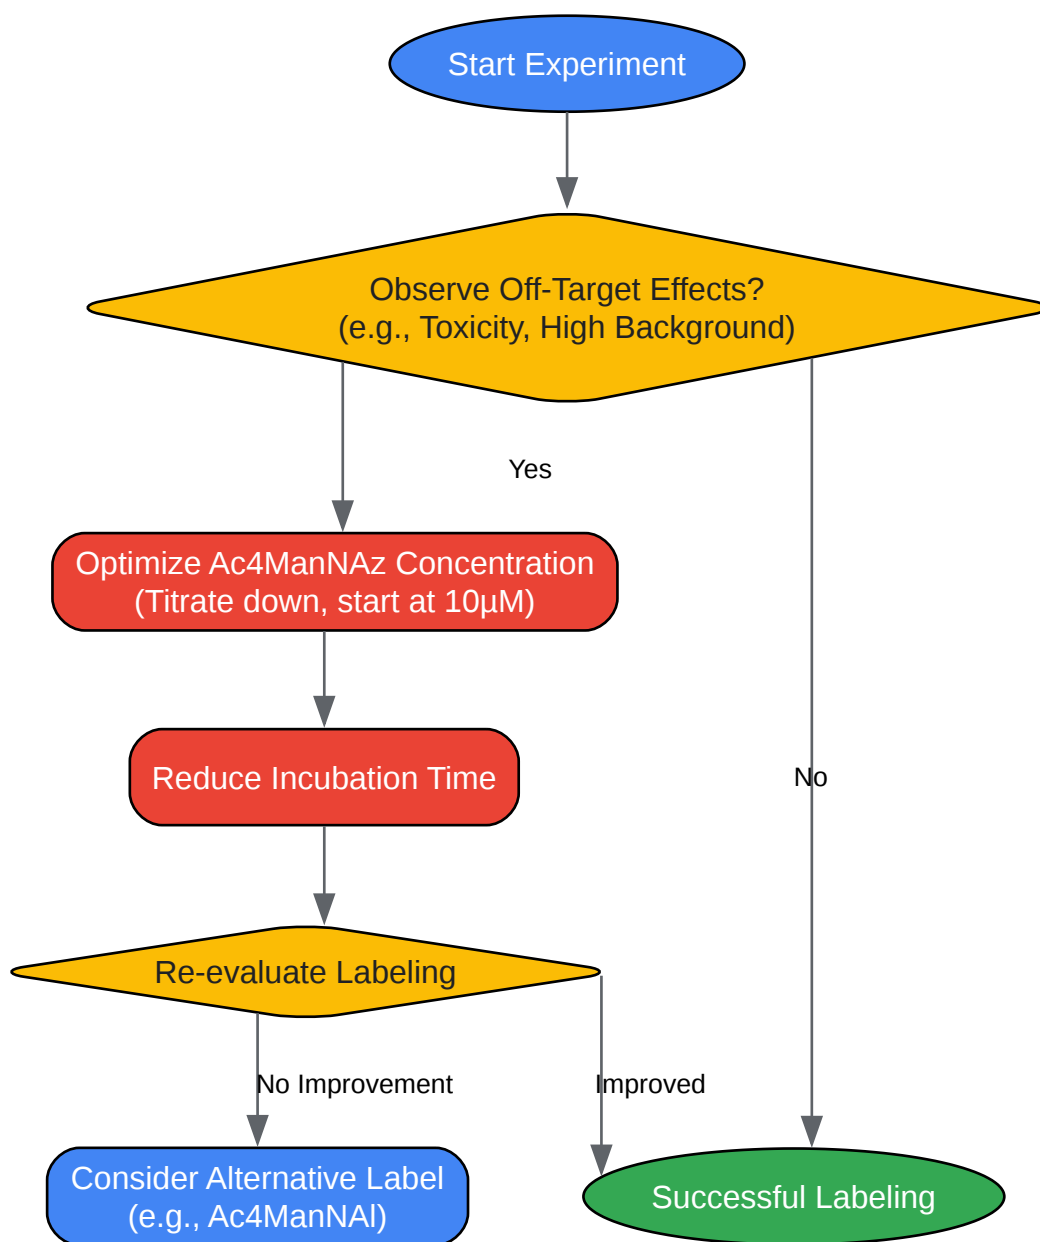 Start Experiment
Observe Off-Target Effects?
(e.g., Toxicity, High Background)
Yes
Optimize Ac4ManNAz Concentration
(Titrate down, start at 10µM)
Reduce Incubation Time
No
Re-evaluate Labeling
No Improvement
Improved
Consider Alternative Label
(e.g., Ac4ManNAl)
Successful Labeling